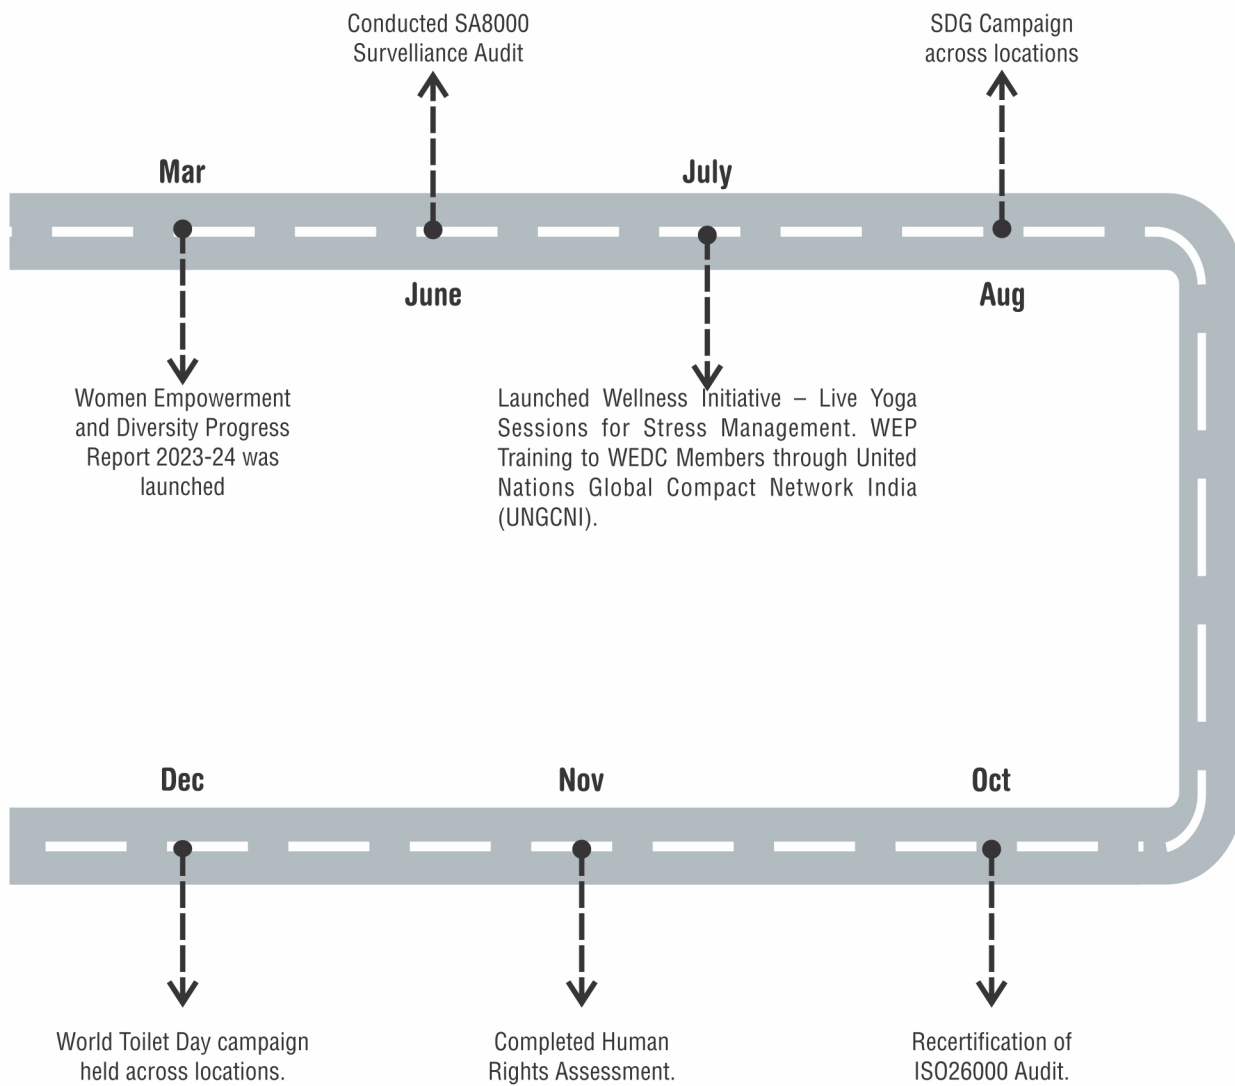 Conducted SA8000
Survelliance Audit
SDG Campaign
across locations
Mar
July
June
Aug
Women Empowerment
and Diversity Progress
Report 2023-24 was
launched
Launched Wellness Initiative – Live Yoga
Sessions for Stress Management. WEP
Training to WEDC Members through United
Nations Global Compact Network India
(UNGCNI).
Dec
Nov
Oct
World Toilet Day campaign
held across locations.
Completed Human
Rights Assessment.
Recertification of
ISO26000 Audit.